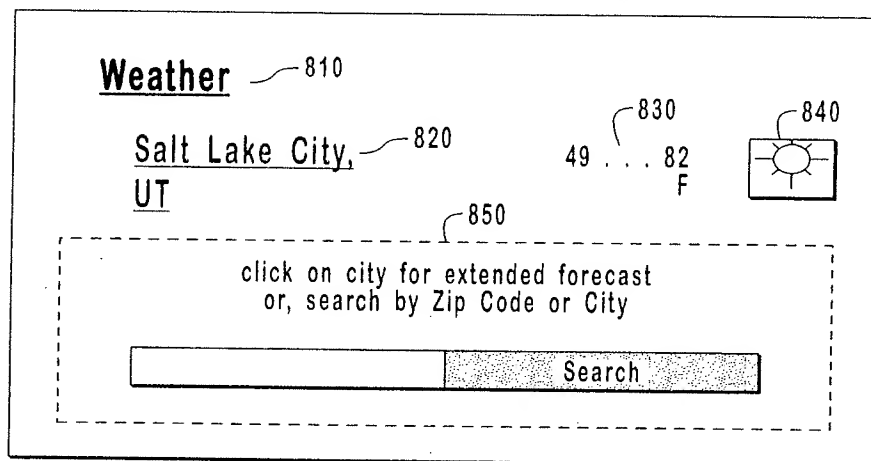 Weather 810
Salt Lake City, 820 49 . . . 82 830 840
UT F
850
click on city for extended forecast
or, search by Zip Code or City
Search